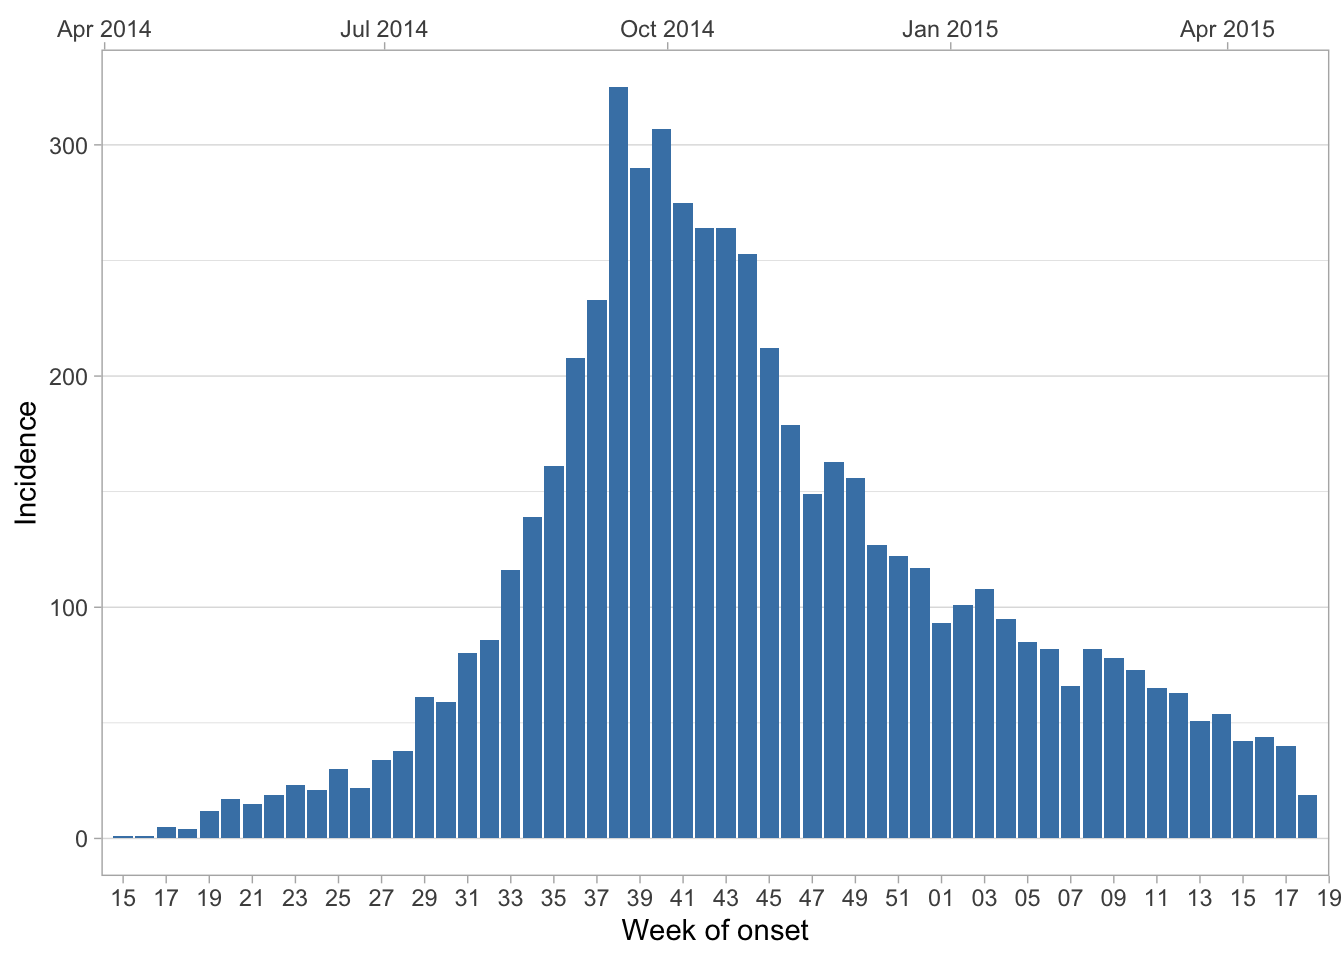 Apr 2014 Jul 2014 Oct 2014 Jan 2015 Apr 2015
300
200
100
0
Incidence
15 17 19 21 23 25 27 29 31 33 35 37 39 41 43 45 47 49 51 01 03 05 07 09 11 13 15 17 19
Week of onset